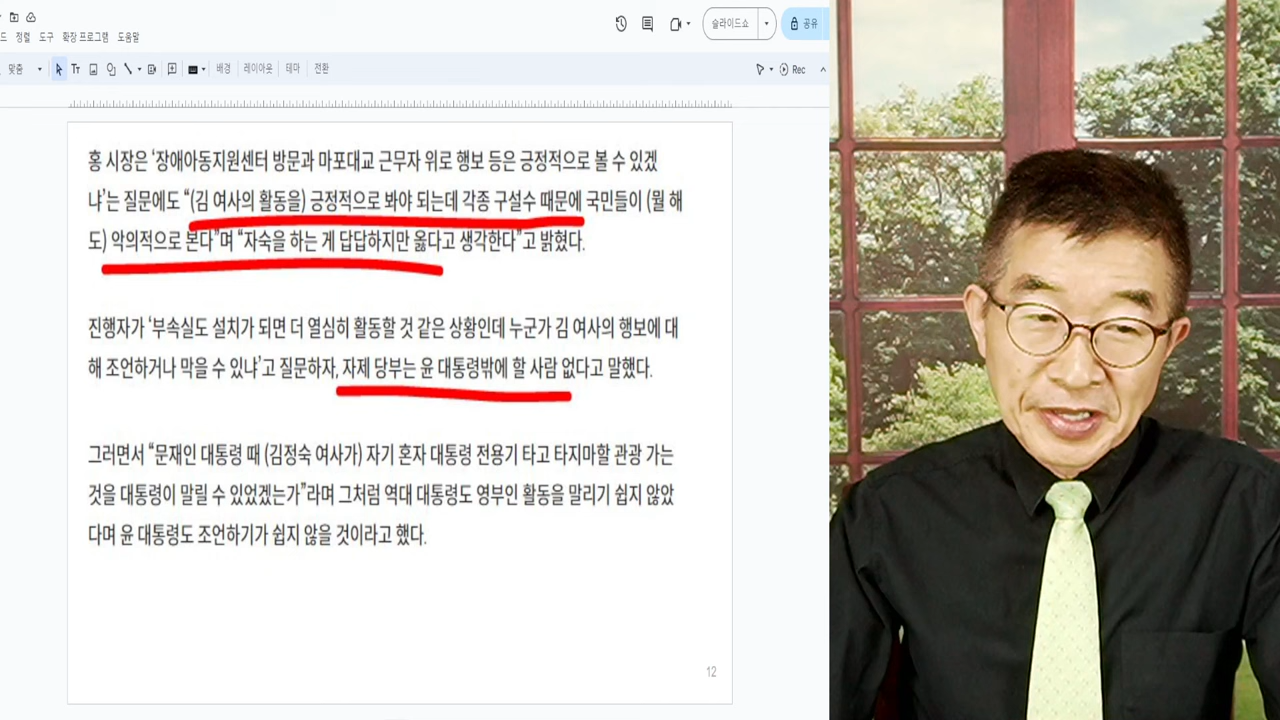 드 정렬 도구 확장 프로그램 도움말
슬라이드쇼
공유
맞춤
배경 레이아웃 테마 전환
Rec
홍 시장은 ‘장애아동지원센터 방문과 마포대교 근무자 위로 행보 등은 긍정적으로 볼 수 있겠
냐’는 질문에도 “(김 여사의 활동을) 긍정적으로 봐야 되는데 각종 구설수 때문에 국민들이 (뭘 해
도) 악의적으로 본다”며 “자숙을 하는 게 답답하지만 옳다고 생각한다”고 밝혔다.
진행자가 ‘부속실도 설치가 되면 더 열심히 활동할 것 같은 상황인데 누군가 김 여사의 행보에 대
해 조언하거나 막을 수 있냐’고 질문하자, 자제 당부는 윤 대통령밖에 할 사람 없다고 말했다.
그러면서 “문재인 대통령 때 (김정숙 여사가) 자기 혼자 대통령 전용기 타고 타지마할 관광 가는
것을 대통령이 말릴 수 있었겠는가”라며 그처럼 역대 대통령도 영부인 활동을 말리기 쉽지 않았
다며 윤 대통령도 조언하기가 쉽지 않을 것이라고 했다.
12